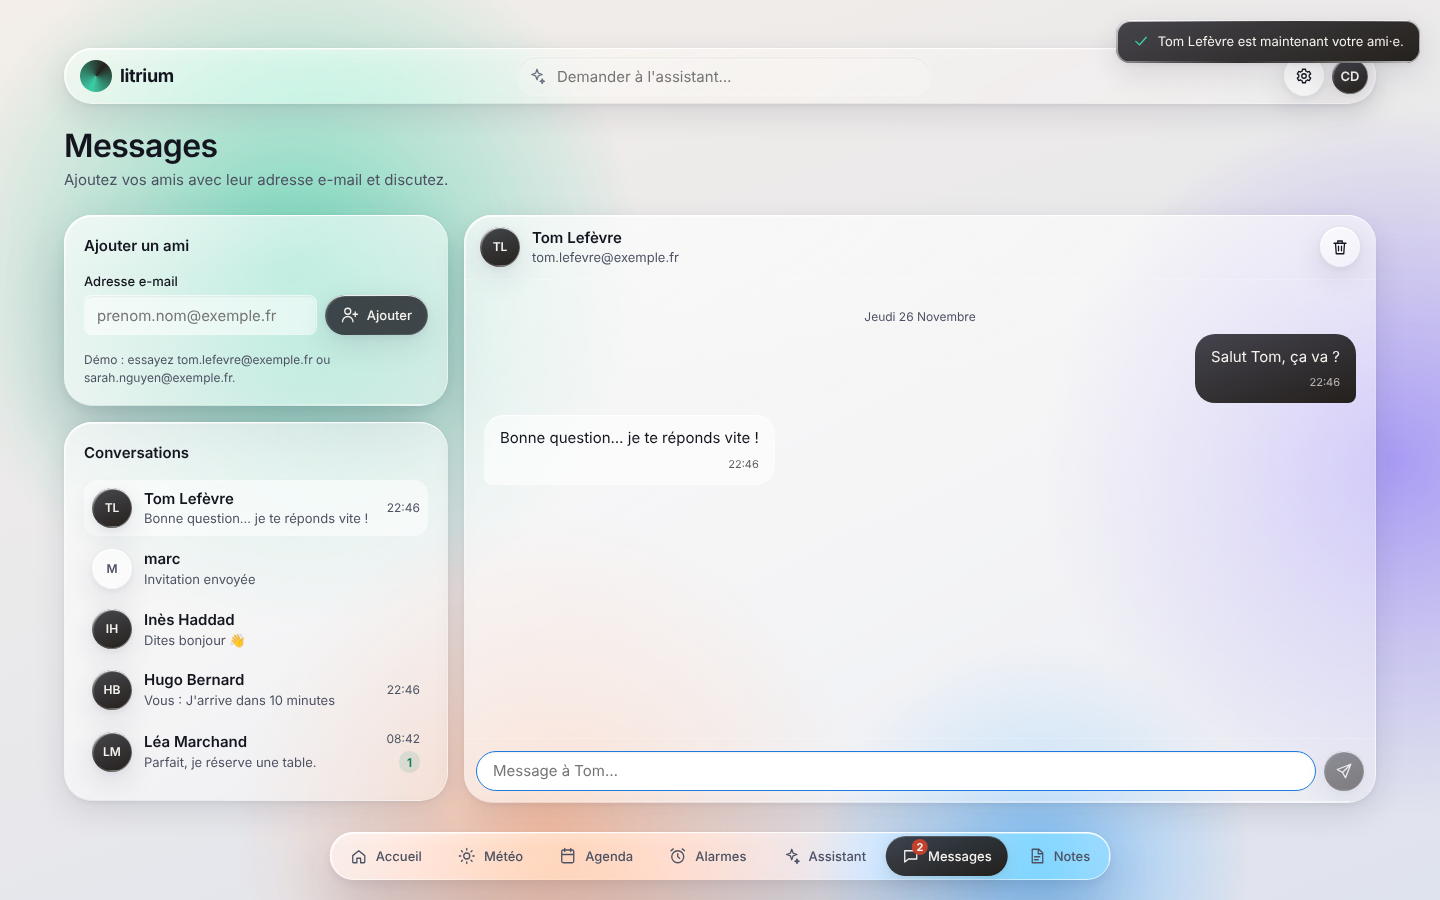 Tom Lefèvre est maintenant votre ami·e.
litrium
Demander à l'assistant...
CD
Messages
Ajoutez vos amis avec leur adresse e-mail et discutez.
Ajouter un ami
Adresse e-mail
prenom.nom@exemple.fr
Ajouter
Démo : essayez tom.lefevre@exemple.fr ou
sarah.nguyen@exemple.fr.
Conversations
TL
Tom Lefèvre
Bonne question... je te réponds vite !
22:46
M
marc
Invitation envoyée
IH
Inès Haddad
Dites bonjour 👋
HB
Hugo Bernard
Vous : J'arrive dans 10 minutes
22:46
LM
Léa Marchand
Parfait, je réserve une table.
08:42
1
TL
Tom Lefèvre
tom.lefevre@exemple.fr
Jeudi 26 Novembre
Salut Tom, ça va ?
22:46
Bonne question... je te réponds vite !
22:46
Message à Tom...
Accueil
Météo
Agenda
Alarmes
Assistant
2
Messages
Notes